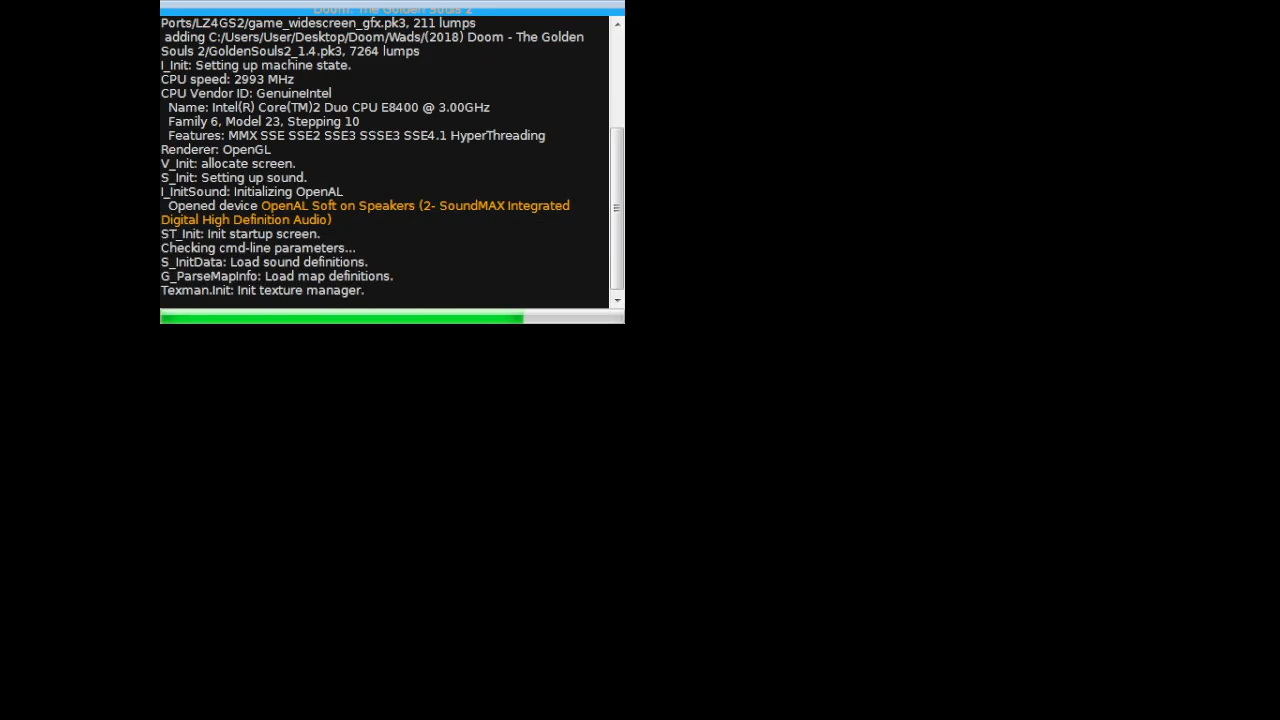 Doom: The Golden Souls 2
Ports/LZ4GS2/game_widescreen_gfx.pk3, 211 lumps
adding C:/Users/User/Desktop/Doom/Wads/(2018) Doom - The Golden
Souls 2/GoldenSouls2_1.4.pk3, 7264 lumps
I_Init: Setting up machine state.
CPU speed: 2993 MHz
CPU Vendor ID: GenuineIntel
Name: Intel(R) Core(TM)2 Duo CPU E8400 @ 3.00GHz
Family 6, Model 23, Stepping 10
Features: MMX SSE SSE2 SSE3 SSSE3 SSE4.1 HyperThreading
Renderer: OpenGL
V_Init: allocate screen.
S_Init: Setting up sound.
I_InitSound: Initializing OpenAL
Opened device OpenAL Soft on Speakers (2- SoundMAX Integrated
Digital High Definition Audio)
ST_Init: Init startup screen.
Checking cmd-line parameters...
S_InitData: Load sound definitions.
G_ParseMapInfo: Load map definitions.
Texman.Init: Init texture manager.